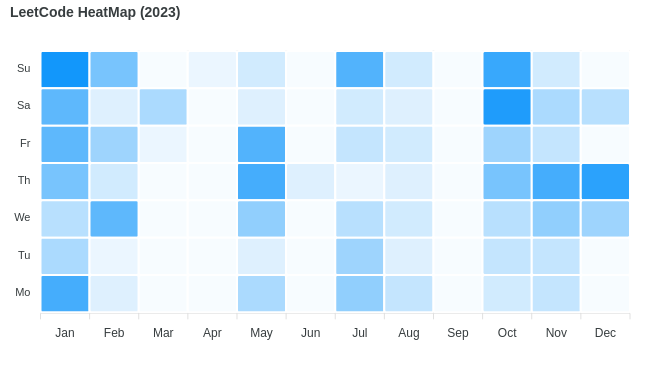 LeetCode HeatMap (2023)
Su
Sa
Fr
Th
We
Tu
Mo
Jan Feb Mar Apr May Jun Jul Aug Sep Oct Nov Dec